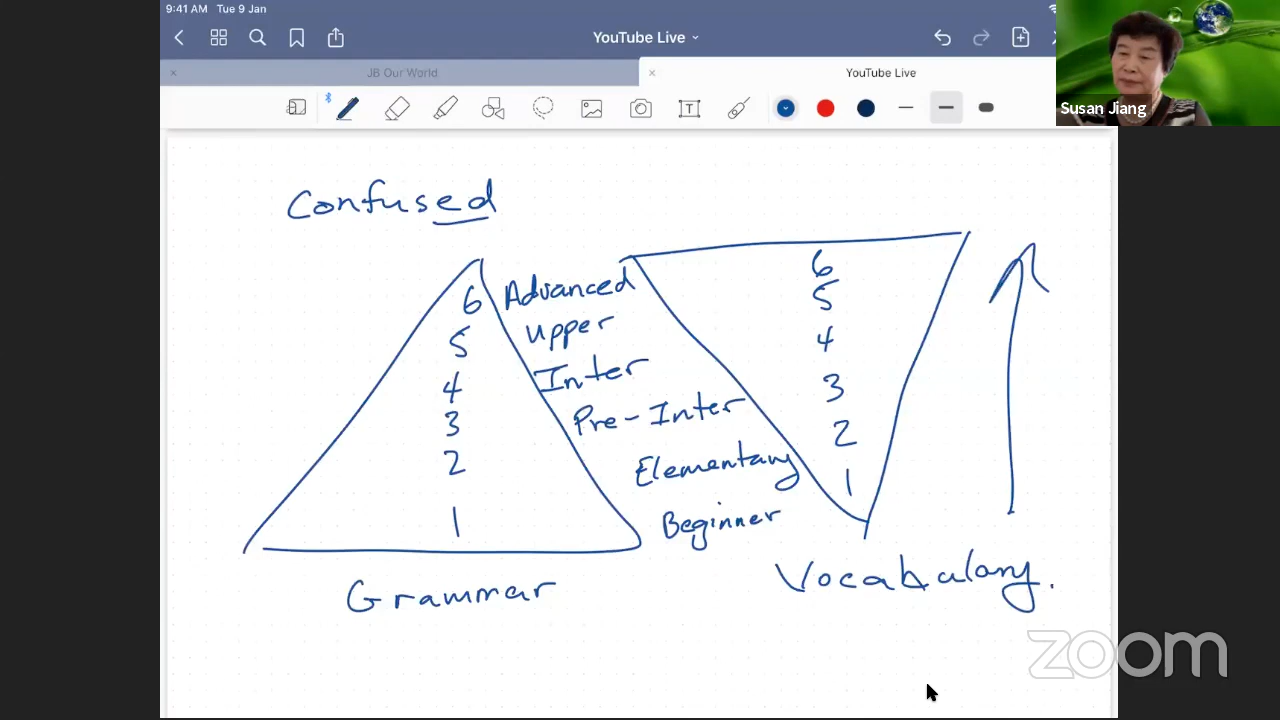 9:41 AM Tue 9 Jan
YouTube Live
JB Our World
YouTube Live
T
Susan Jiang
Confused
6 Advanced 6
5 Upper 5
4 Inter 4
3 Pre-Inter 3
2 Elementary 2
1 Beginner 1
Grammar
Vocabulary.
zoom